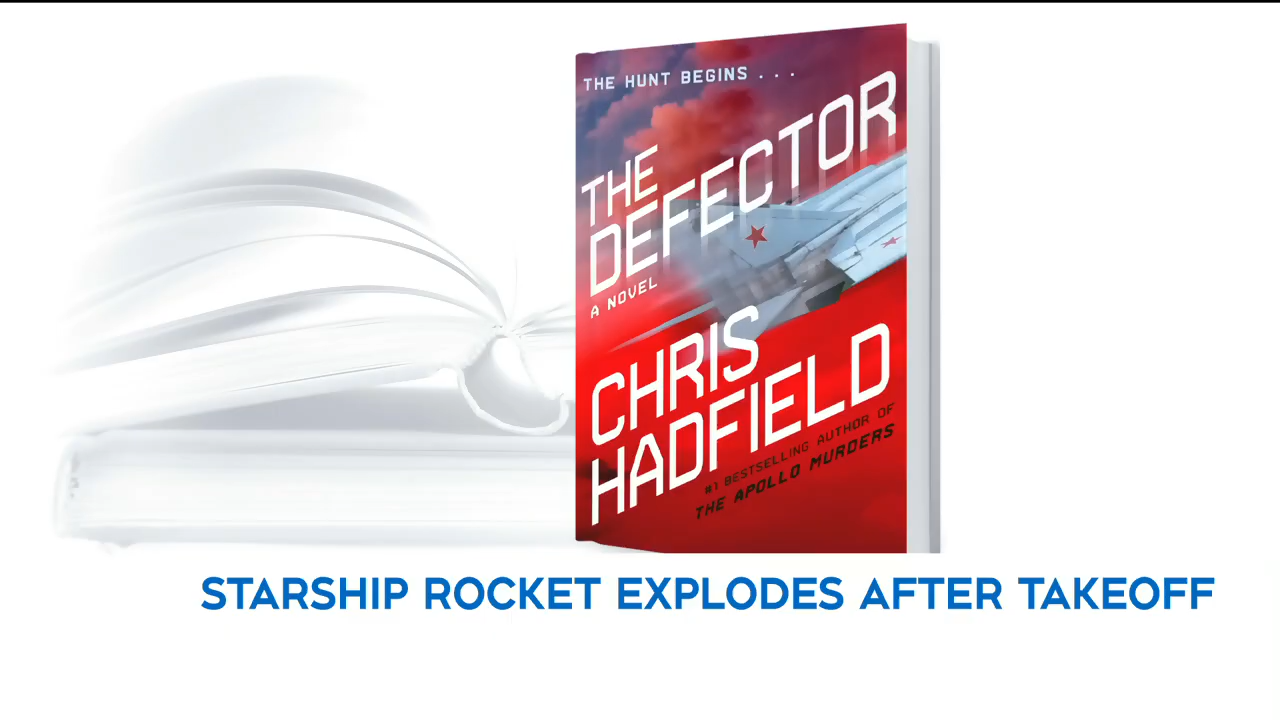 THE HUNT BEGINS . . .
THE
DEFECTOR
A NOVEL
CHRIS
HADFIELD
#1 BESTSELLING AUTHOR OF
THE APOLLO MURDERS
STARSHIP ROCKET EXPLODES AFTER TAKEOFF